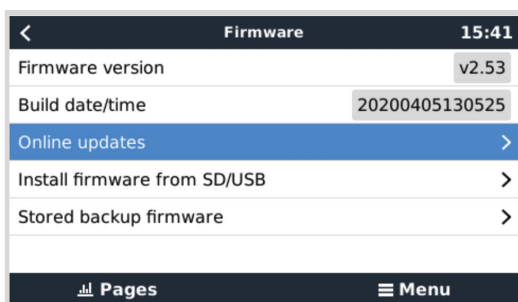 Firmware 15:41
Firmware version v2.53
Build date/time 20200405130525
Online updates
Install firmware from SD/USB
Stored backup firmware
Pages Menu